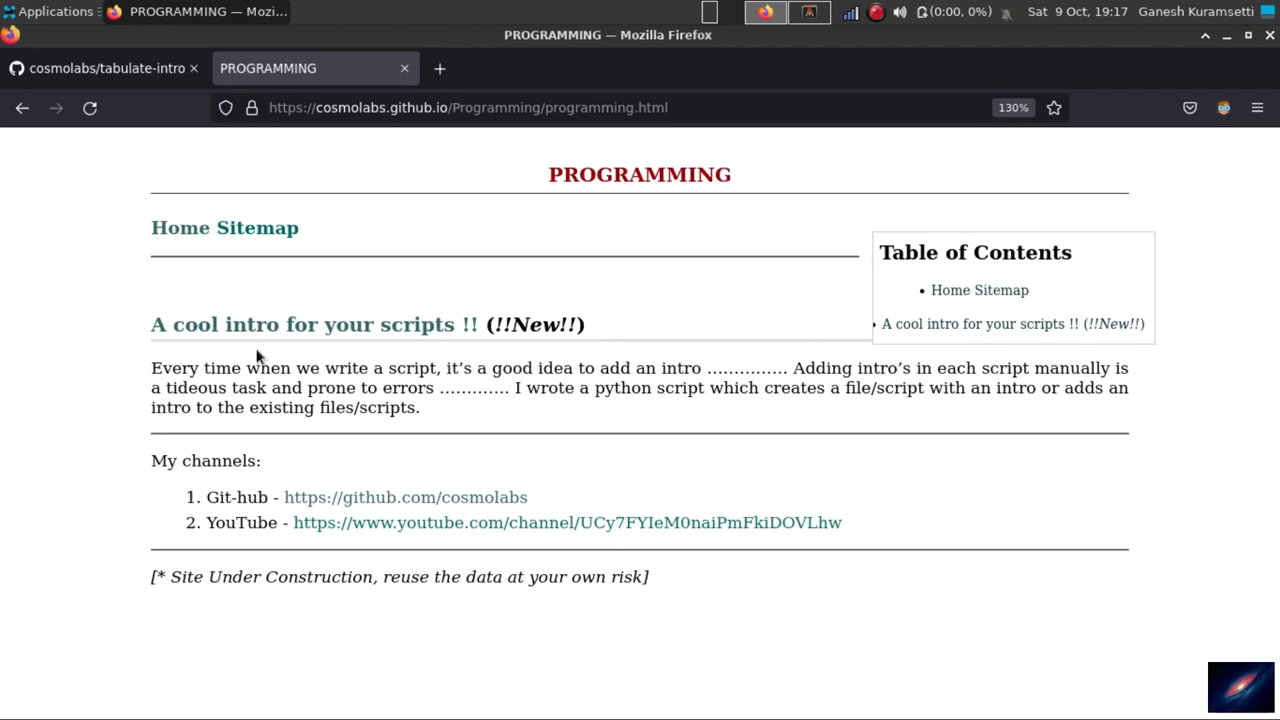 Applications
PROGRAMMING — Mozi...
(0:00, 0%)
Sat 9 Oct, 19:17
Ganesh Kuramsetti
PROGRAMMING — Mozilla Firefox
cosmolabs/tabulate-intro
PROGRAMMING
https://cosmolabs.github.io/Programming/programming.html
130%
PROGRAMMING
Home Sitemap
Table of Contents
• Home Sitemap
• A cool intro for your scripts !! (!!New!!)
A cool intro for your scripts !! (!!New!!)
Every time when we write a script, it’s a good idea to add an intro …………… Adding intro’s in each script manually is
a tideous task and prone to errors …………. I wrote a python script which creates a file/script with an intro or adds an
intro to the existing files/scripts.
My channels:
1. Git-hub - https://github.com/cosmolabs
2. YouTube - https://www.youtube.com/channel/UCy7FYIeM0naiPmFkiDOVLhw
[* Site Under Construction, reuse the data at your own risk]